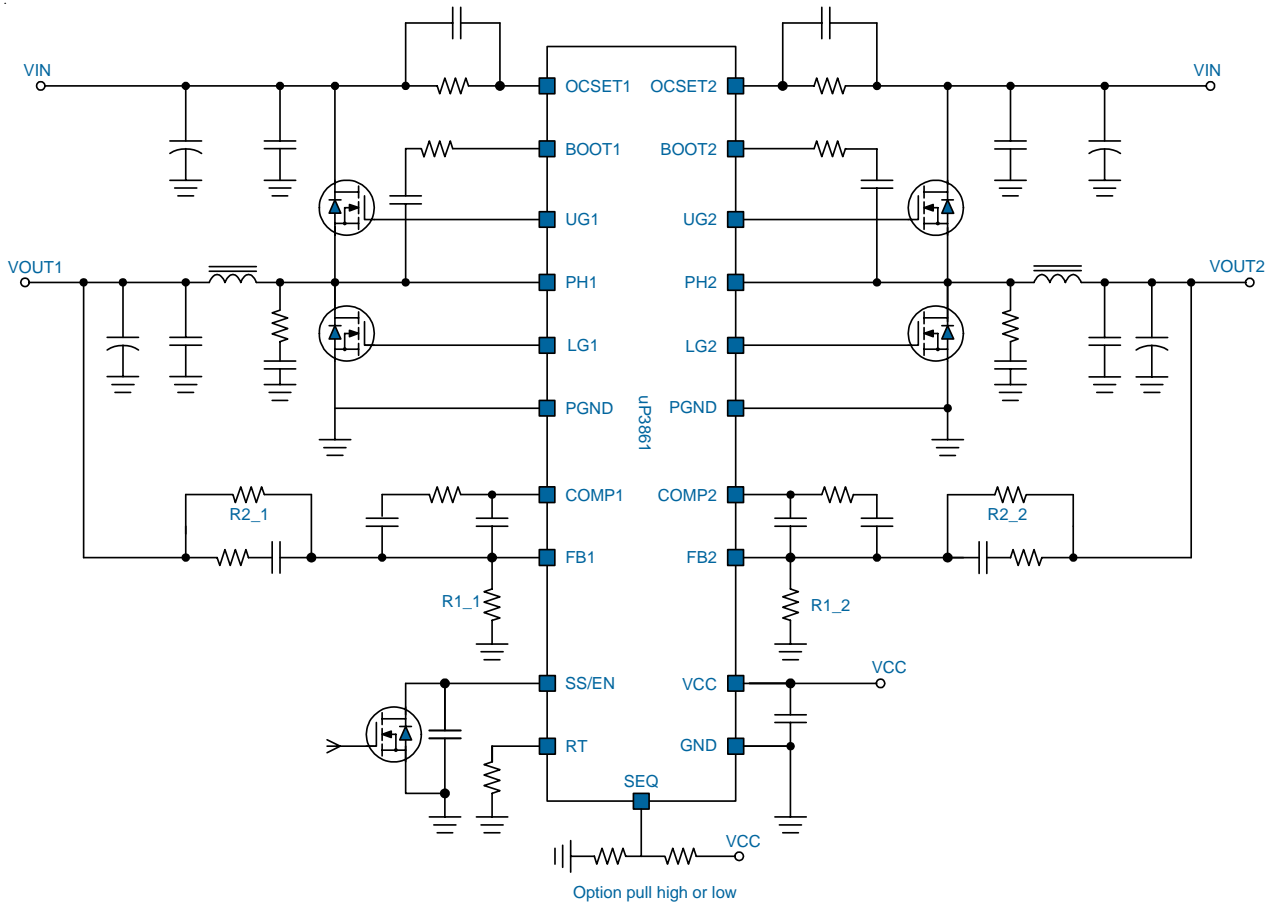 VIN
OCSET1
OCSET2
VIN
BOOT1
BOOT2
UG1
UG2
VOUT1
PH1
PH2
VOUT2
LG1
LG2
PGND
uP3861
PGND
COMP1
COMP2
R2_1
R2_2
FB1
FB2
R1_1
R1_2
SS/EN
VCC
VCC
RT
GND
SEQ
VCC
Option pull high or low